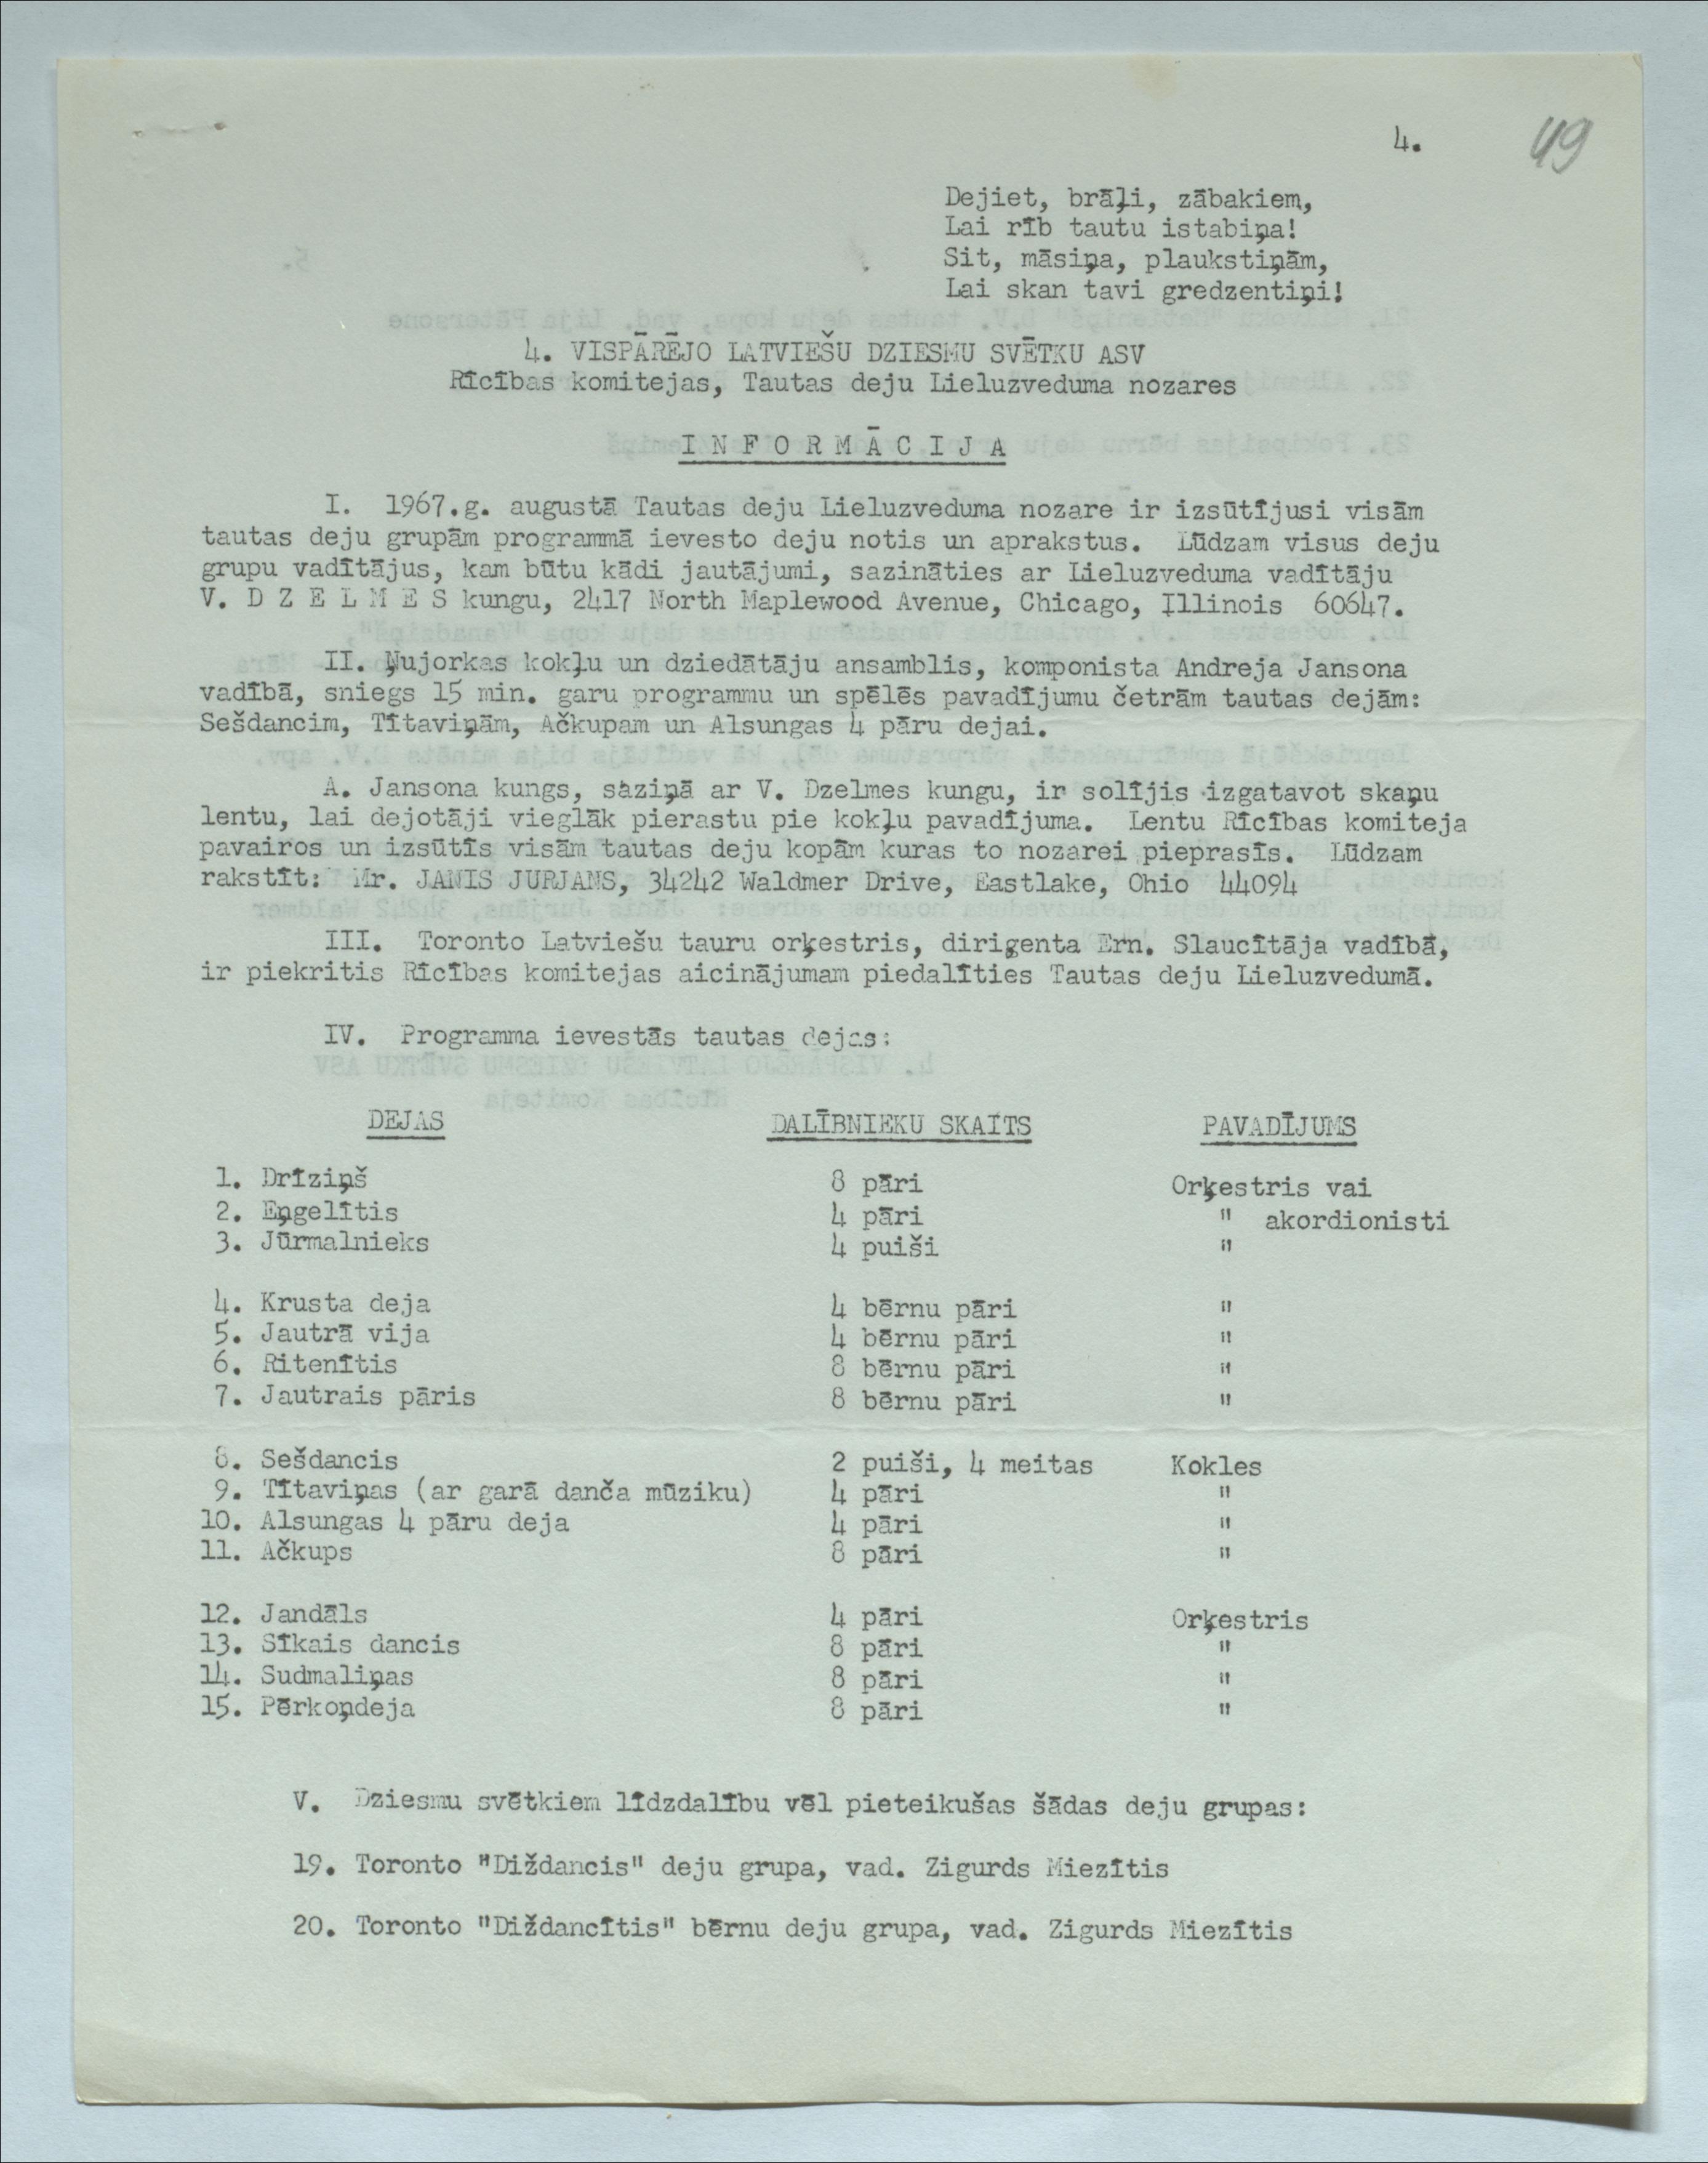 4.
49
Dejiet, brāļi, zābakiem,
Lai rīb tautu istabiņa!
Sit, māsiņa, plaukstiņām,
Lai skan tavi gredzentiņi!
4. VISPĀRĒJO LATVIEŠU DZIESMU SVĒTKU ASV
Rīcības komitejas, Tautas deju Lieluzveduma nozares
I N F O R M Ā C I J A
I. 1967.g. augustā Tautas deju Lieluzveduma nozare ir izsūtījusi visām
tautas deju grupām programmā ievesto deju notis un aprakstus. Lūdzam visus deju
grupu vadītājus, kam būtu kādi jautājumi, sazināties ar Lieluzveduma vadītāju
V. D Z E L M E S kungu, 2417 North Maplewood Avenue, Chicago, Illinois 60647.
II. Ņujorkas kokļu un dziedātāju ansamblis, komponista Andreja Jansona
vadībā, sniegs 15 min. garu programmu un spēlēs pavadījumu četrām tautas dejām:
Sešdancim, Tītaviņām, Ačkupam un Alsungas 4 pāru dejai.
A. Jansona kungs, saziņā ar V. Dzelmes kungu, ir solījis izgatavot skaņu
lentu, lai dejotāji vieglāk pierastu pie kokļu pavadījuma. Lentu Rīcības komiteja
pavairos un izsūtīs visām tautas deju kopām kuras to nozarei pieprasīs. Lūdzam
rakstīt: Mr. JANIS JURJANS, 34242 Waldmer Drive, Eastlake, Ohio 44094
III. Toronto Latviešu tauru orķestris, diriģenta Ern. Slaucītāja vadībā,
ir piekritis Rīcības komitejas aicinājumam piedalīties Tautas deju Lieluzvedumā.
IV. Programma ievestās tautas dejas:
DEJAS DALĪBNIEKU SKAITS PAVADĪJUMS
1. Drīziņš 8 pāri Orķestris vai
2. Eņgelītis 4 pāri " akordionisti
3. Jūrmalnieks 4 puiši "
4. Krusta deja 4 bērnu pāri "
5. Jautrā vija 4 bērnu pāri "
6. Ritenītis 8 bērnu pāri "
7. Jautrais pāris 8 bērnu pāri "
8. Sešdancis 2 puiši, 4 meitas Kokles
9. Tītaviņas (ar garā danča mūziku) 4 pāri "
10. Alsungas 4 pāru deja 4 pāri "
11. Ačkups 8 pāri "
12. Jandāls 4 pāri Orķestris
13. Sīkais dancis 8 pāri "
14. Sudmaliņas 8 pāri "
15. Pērkoņdeja 8 pāri "
V. Dziesmu svētkiem līdzdalību vēl pieteikušas šādas deju grupas:
19. Toronto "Diždancis" deju grupa, vad. Zigurds Miezītis
20. Toronto "Diždancītis" bērnu deju grupa, vad. Zigurds Miezītis